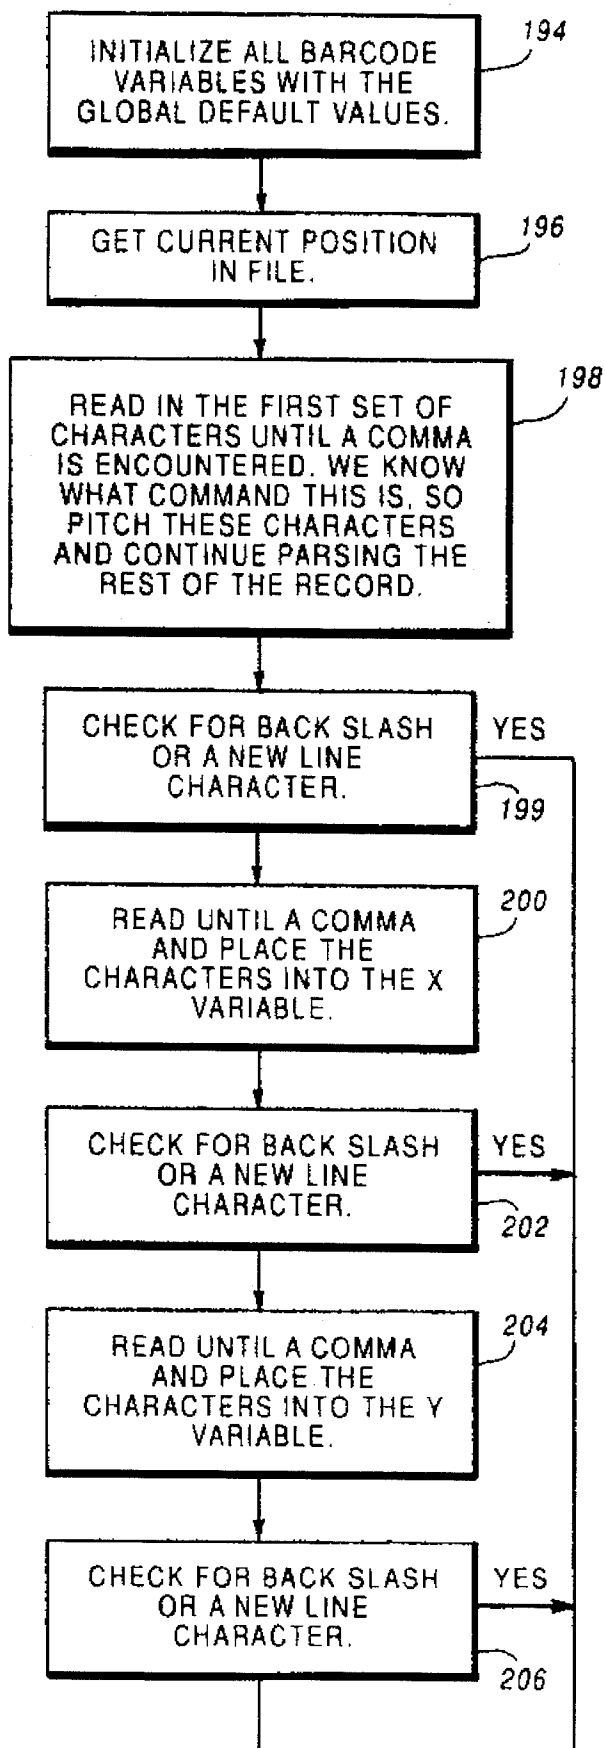 194
INITIALIZE ALL BARCODE
VARIABLES WITH THE
GLOBAL DEFAULT VALUES.
196
GET CURRENT POSITION
IN FILE.
198
READ IN THE FIRST SET OF
CHARACTERS UNTIL A COMMA
IS ENCOUNTERED. WE KNOW
WHAT COMMAND THIS IS, SO
PITCH THESE CHARACTERS
AND CONTINUE PARSING THE
REST OF THE RECORD.
CHECK FOR BACK SLASH
OR A NEW LINE
CHARACTER.
YES
199
200
READ UNTIL A COMMA
AND PLACE THE
CHARACTERS INTO THE X
VARIABLE.
CHECK FOR BACK SLASH
OR A NEW LINE
CHARACTER.
YES
202
204
READ UNTIL A COMMA
AND PLACE THE
CHARACTERS INTO THE Y
VARIABLE.
CHECK FOR BACK SLASH
OR A NEW LINE
CHARACTER.
YES
206